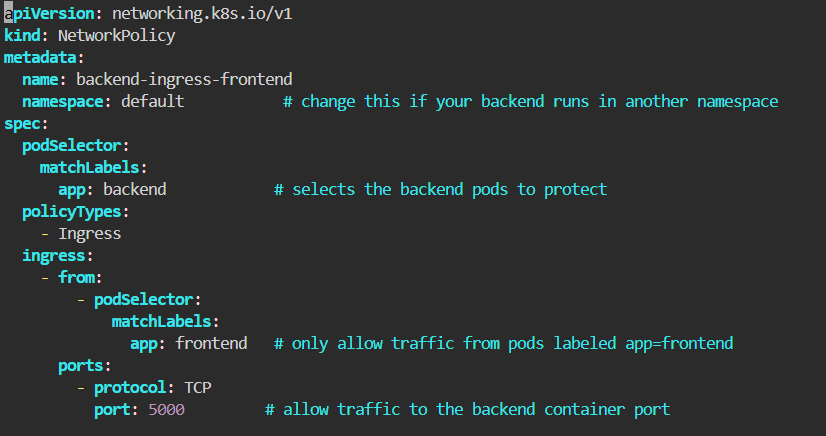 apiVersion: networking.k8s.io/v1
kind: NetworkPolicy
metadata:
  name: backend-ingress-frontend
  namespace: default           # change this if your backend runs in another namespace
spec:
  podSelector:
    matchLabels:
      app: backend            # selects the backend pods to protect
  policyTypes:
    - Ingress
  ingress:
    - from:
        - podSelector:
            matchLabels:
              app: frontend   # only allow traffic from pods labeled app=frontend
      ports:
        - protocol: TCP
          port: 5000         # allow traffic to the backend container port